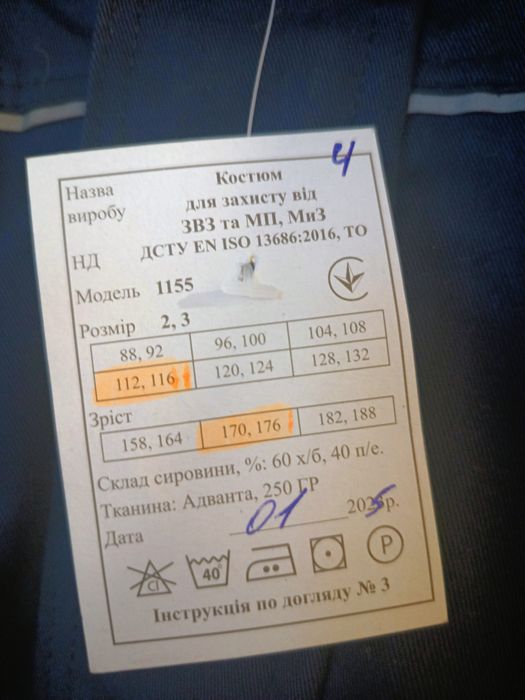 Ч
Назва виробу
Костюм
для захисту від
ЗВЗ та МП, МиЗ
НД ДСТУ EN ISO 13686:2016, ТО
Модель 1155
Розмір 2, 3
88, 92 96, 100 104, 108
112, 116 120, 124 128, 132
Зріст
158, 164 170, 176 182, 188
Склад сировини, %: 60 х/б, 40 п/е.
Тканина: Адванта, 250 ГР
Дата 01 2025р.
Cl 40° P
Інструкція по догляду № 3